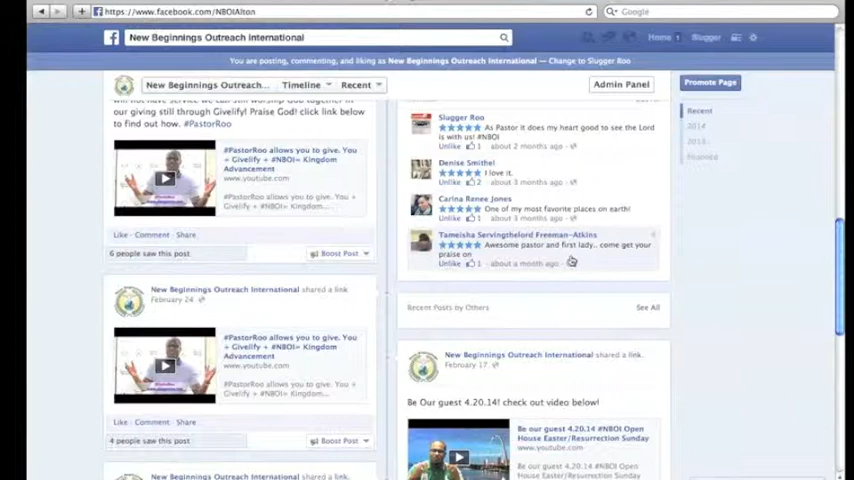 https://www.facebook.com/NBOIAlton
Google
New Beginnings Outreach International
Home 1
Slugger
You are posting, commenting, and liking as New Beginnings Outreach International — Change to Slugger Roo
New Beginnings Outreach...
Timeline
Recent
Admin Panel
Promote Page
Recent
2014
2013
Founded
will not have service we can still worship God together in
our giving still through Givelify! Praise God! click link below
to find out how. #PastorRoo
#PastorRoo allows you to give. You
+ Givelify + #NBOI= Kingdom
Advancement
www.youtube.com
#PastorRoo allows you to give. You +
Givelify + #NBOI= Kingdom...
Like · Comment · Share
6 people saw this post
Boost Post
New Beginnings Outreach International shared a link
February 24
#PastorRoo allows you to give. You
+ Givelify + #NBOI= Kingdom
Advancement
www.youtube.com
#PastorRoo allows you to give. You +
Givelify + #NBOI= Kingdom...
Like · Comment · Share
4 people saw this post
Boost Post
New Beginnings Outreach International shared a link
Slugger Roo
As Pastor it does my heart good to see the Lord
is with us! #NBOI
Unlike 1 about 2 months ago
Denise Smithel
I love it.
Unlike 2 about 3 months ago
Carina Renee Jones
One of my most favorite places on earth!
Unlike 1 about 3 months ago
Tameisha Servingthelord Freeman-Atkins
Awesome pastor and first lady.. come get your
praise on
Unlike 1 about a month ago
Recent Posts by Others
See All
New Beginnings Outreach International shared a link.
February 17
Be Our guest 4.20.14! check out video below!
Be our guest 4.20.14 #NBOI Open
House Easter/Resurrection Sunday
www.youtube.com
Be our guest 4.20.14 #NBOI Open
House Easter/Resurrection Sunday